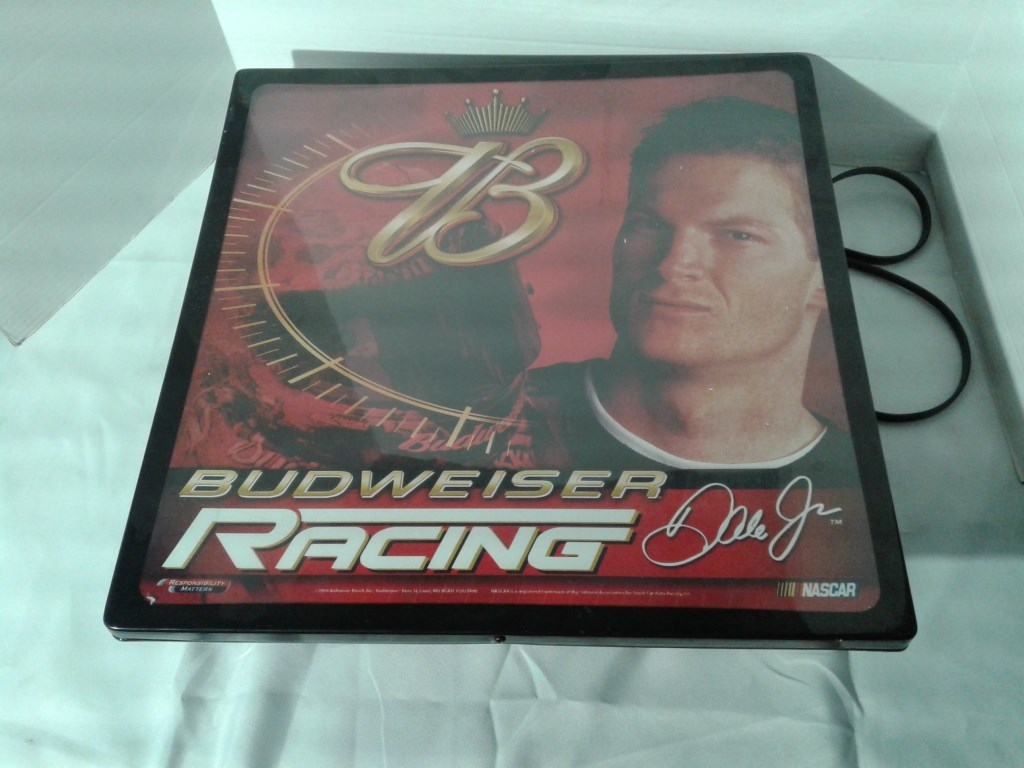 B
BUDWEISER
RACING
Dale Jr. ™
RESPONSIBILITY
MATTERS
NASCAR